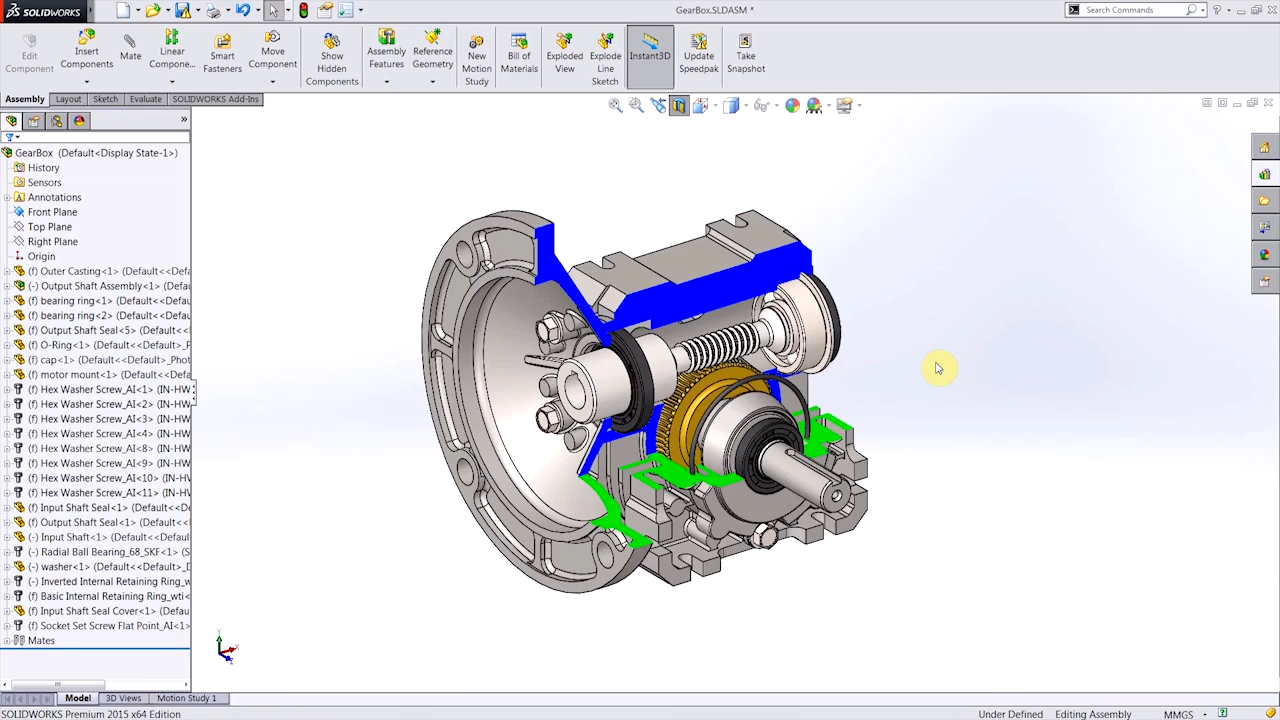 SOLIDWORKS
GearBox.SLDASM *
Search Commands
Edit Component
Insert Components
Mate
Linear Compone...
Smart Fasteners
Move Component
Show Hidden Components
Assembly Features
Reference Geometry
New Motion Study
Bill of Materials
Exploded View
Explode Line Sketch
Instant3D
Update Speedpak
Take Snapshot
Assembly
Layout
Sketch
Evaluate
SOLIDWORKS Add-Ins
GearBox (Default<Display State-1>)
History
Sensors
Annotations
Front Plane
Top Plane
Right Plane
Origin
(f) Outer Casting<1> (Default<<Defa
(-) Output Shaft Assembly<1> (Defau
(f) bearing ring<1> (Default<<Defau
(f) bearing ring<2> (Default<<Defau
(f) Output Shaft Seal<5> (Default<<
(f) O-Ring<1> (Default<<Default>_D
(f) cap<1> (Default<<Default>_Phot
(f) motor mount<1> (Default<<Defa
(f) Hex Washer Screw_AI<1> (IN-HW
(f) Hex Washer Screw_AI<2> (IN-HW
(f) Hex Washer Screw_AI<3> (IN-HW
(f) Hex Washer Screw_AI<4> (IN-HW
(f) Hex Washer Screw_AI<8> (IN-HW
(f) Hex Washer Screw_AI<9> (IN-HW
(f) Hex Washer Screw_AI<10> (IN-H
(f) Hex Washer Screw_AI<11> (IN-H
(f) Input Shaft Seal<1> (Default<<D
(f) Output Shaft Seal<1> (Default<<
(-) Input Shaft<1> (Default<<Defaul
(-) Radial Ball Bearing_68_SKF<1> (S
(-) washer<1> (Default<<Default>_D
(-) Inverted Internal Retaining Ring_w
(f) Basic Internal Retaining Ring_wti<
(f) Input Shaft Seal Cover<1> (Defau
(f) Socket Set Screw Flat Point_AI<1>
Mates
Model
3D Views
Motion Study 1
SOLIDWORKS Premium 2015 x64 Edition
Under Defined
Editing Assembly
MMGS